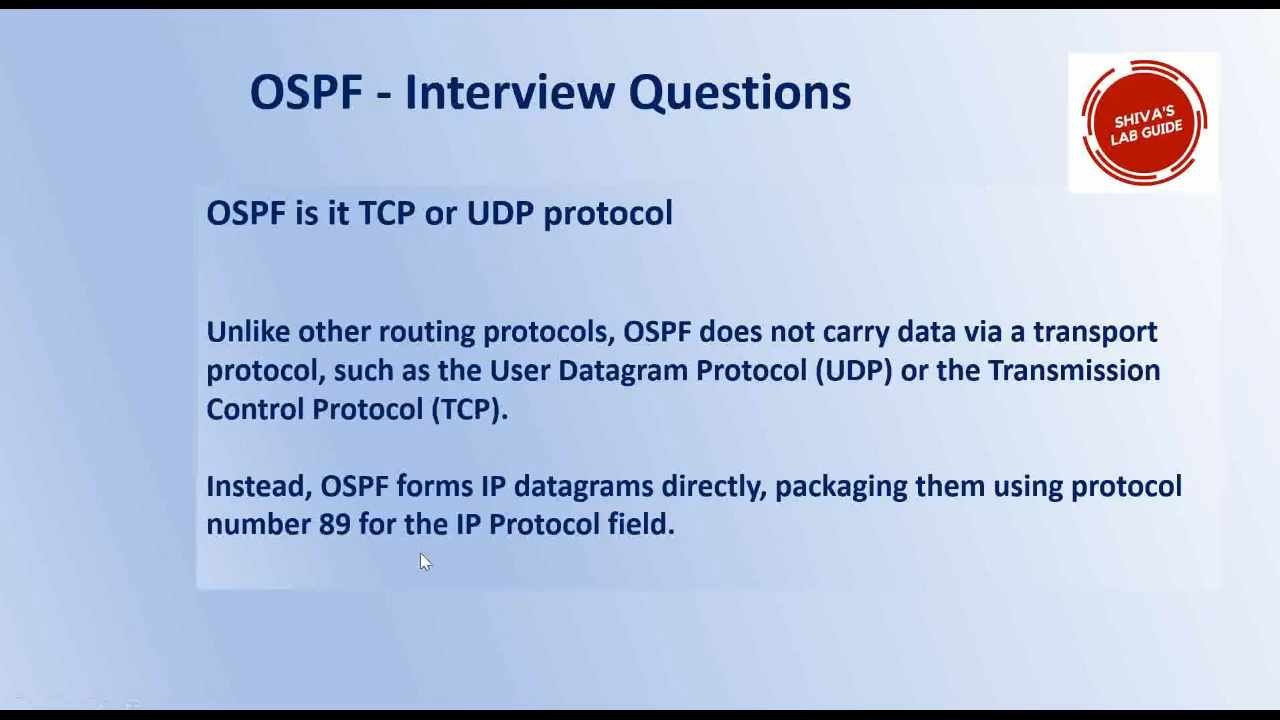 OSPF - Interview Questions
SHIVA'S
LAB GUIDE
OSPF is it TCP or UDP protocol
Unlike other routing protocols, OSPF does not carry data via a transport
protocol, such as the User Datagram Protocol (UDP) or the Transmission
Control Protocol (TCP).
Instead, OSPF forms IP datagrams directly, packaging them using protocol
number 89 for the IP Protocol field.